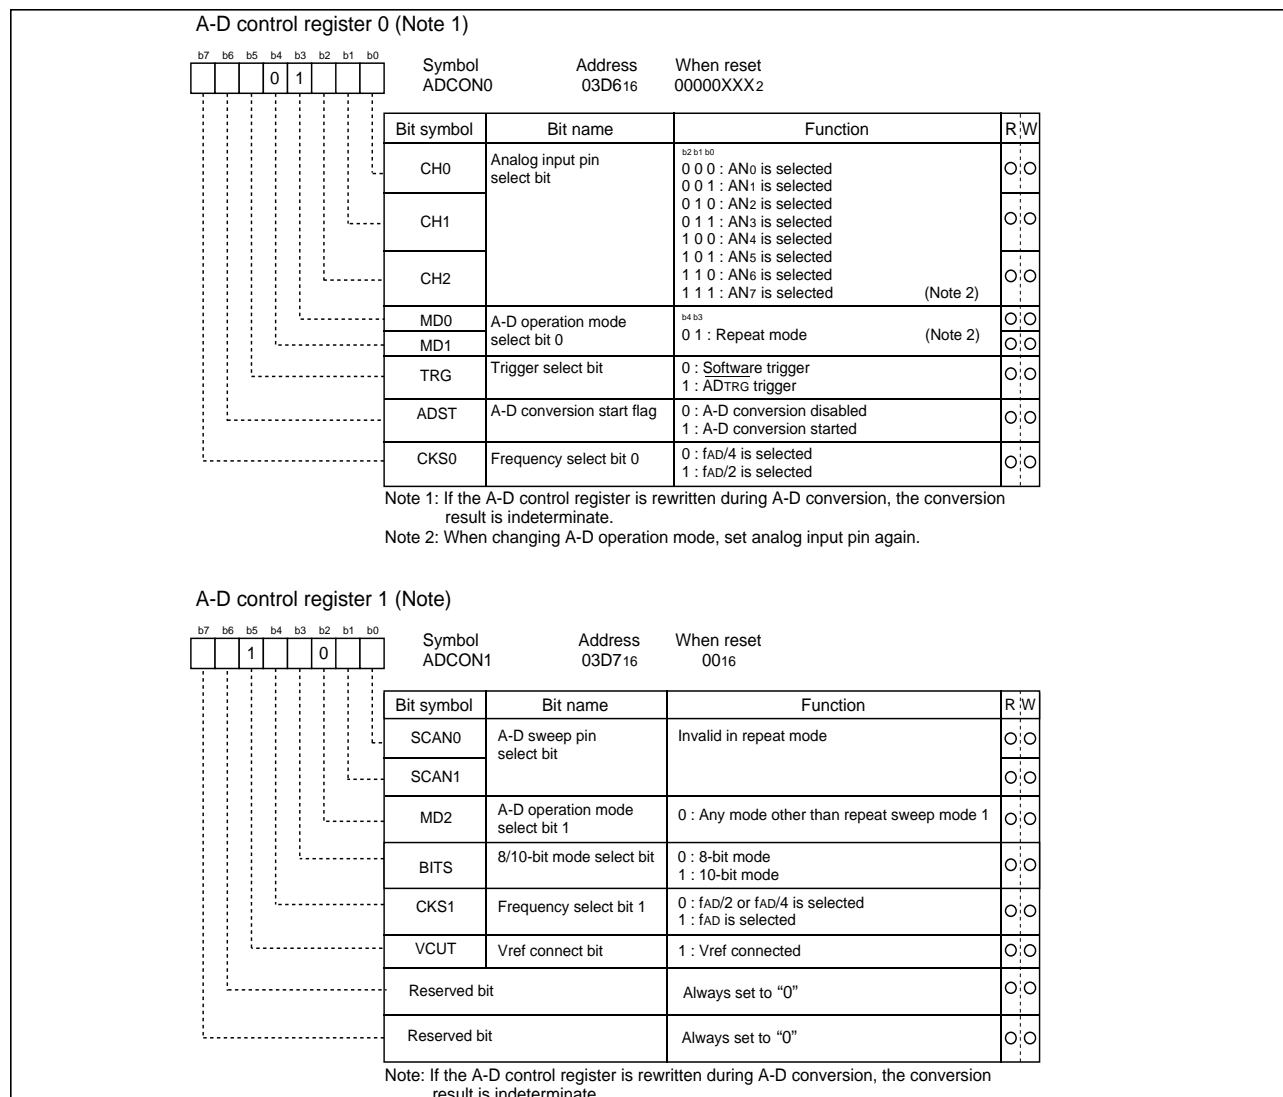 A-D control register 0 (Note 1)
b7 b6 b5 b4 b3 b2 b1 b0
0 1
Symbol Address When reset
ADCON0 03D616 00000XXX2
Bit symbol Bit name Function R W
CH0 Analog input pin select bit
b2 b1 b0
0 0 0 : AN0 is selected
0 0 1 : AN1 is selected
0 1 0 : AN2 is selected
0 1 1 : AN3 is selected
1 0 0 : AN4 is selected
1 0 1 : AN5 is selected
1 1 0 : AN6 is selected
1 1 1 : AN7 is selected (Note 2)
CH1
CH2
MD0 A-D operation mode select bit 0
b4 b3
0 1 : Repeat mode (Note 2)
MD1
TRG Trigger select bit
0 : Software trigger
1 : ADTRG trigger
ADST A-D conversion start flag
0 : A-D conversion disabled
1 : A-D conversion started
CKS0 Frequency select bit 0
0 : fAD/4 is selected
1 : fAD/2 is selected
Note 1: If the A-D control register is rewritten during A-D conversion, the conversion
result is indeterminate.
Note 2: When changing A-D operation mode, set analog input pin again.
A-D control register 1 (Note)
b7 b6 b5 b4 b3 b2 b1 b0
1 0
Symbol Address When reset
ADCON1 03D716 0016
Bit symbol Bit name Function R W
SCAN0 A-D sweep pin select bit Invalid in repeat mode
SCAN1
MD2 A-D operation mode select bit 1 0 : Any mode other than repeat sweep mode 1
BITS 8/10-bit mode select bit
0 : 8-bit mode
1 : 10-bit mode
CKS1 Frequency select bit 1
0 : fAD/2 or fAD/4 is selected
1 : fAD is selected
VCUT Vref connect bit 1 : Vref connected
Reserved bit Always set to “0”
Reserved bit Always set to “0”
Note: If the A-D control register is rewritten during A-D conversion, the conversion
result is indeterminate.